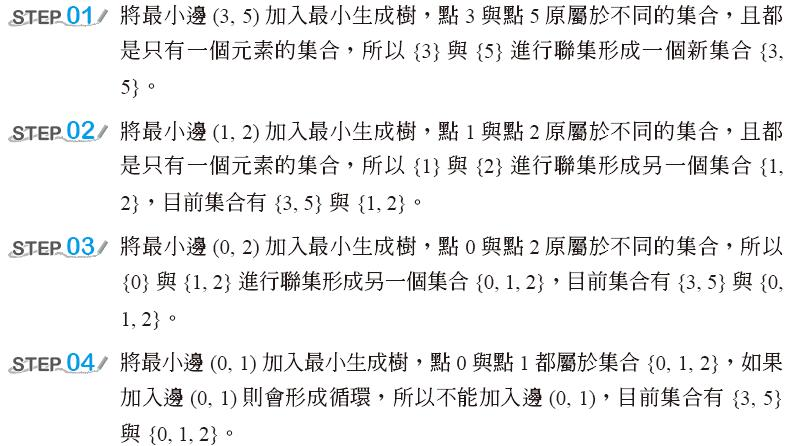 STEP 01 將最小邊 (3, 5) 加入最小生成樹，點 3 與點 5 原屬於不同的集合，且都
是只有一個元素的集合，所以 {3} 與 {5} 進行聯集形成一個新集合 {3,
5}。
STEP 02 將最小邊 (1, 2) 加入最小生成樹，點 1 與點 2 原屬於不同的集合，且都
是只有一個元素的集合，所以 {1} 與 {2} 進行聯集形成另一個集合 {1,
2}，目前集合有 {3, 5} 與 {1, 2}。
STEP 03 將最小邊 (0, 2) 加入最小生成樹，點 0 與點 2 原屬於不同的集合，所以
{0} 與 {1, 2} 進行聯集形成另一個集合 {0, 1, 2}，目前集合有 {3, 5} 與 {0,
1, 2}。
STEP 04 將最小邊 (0, 1) 加入最小生成樹，點 0 與點 1 都屬於集合 {0, 1, 2}，如果
加入邊 (0, 1) 則會形成循環，所以不能加入邊 (0, 1)，目前集合有 {3, 5}
與 {0, 1, 2}。